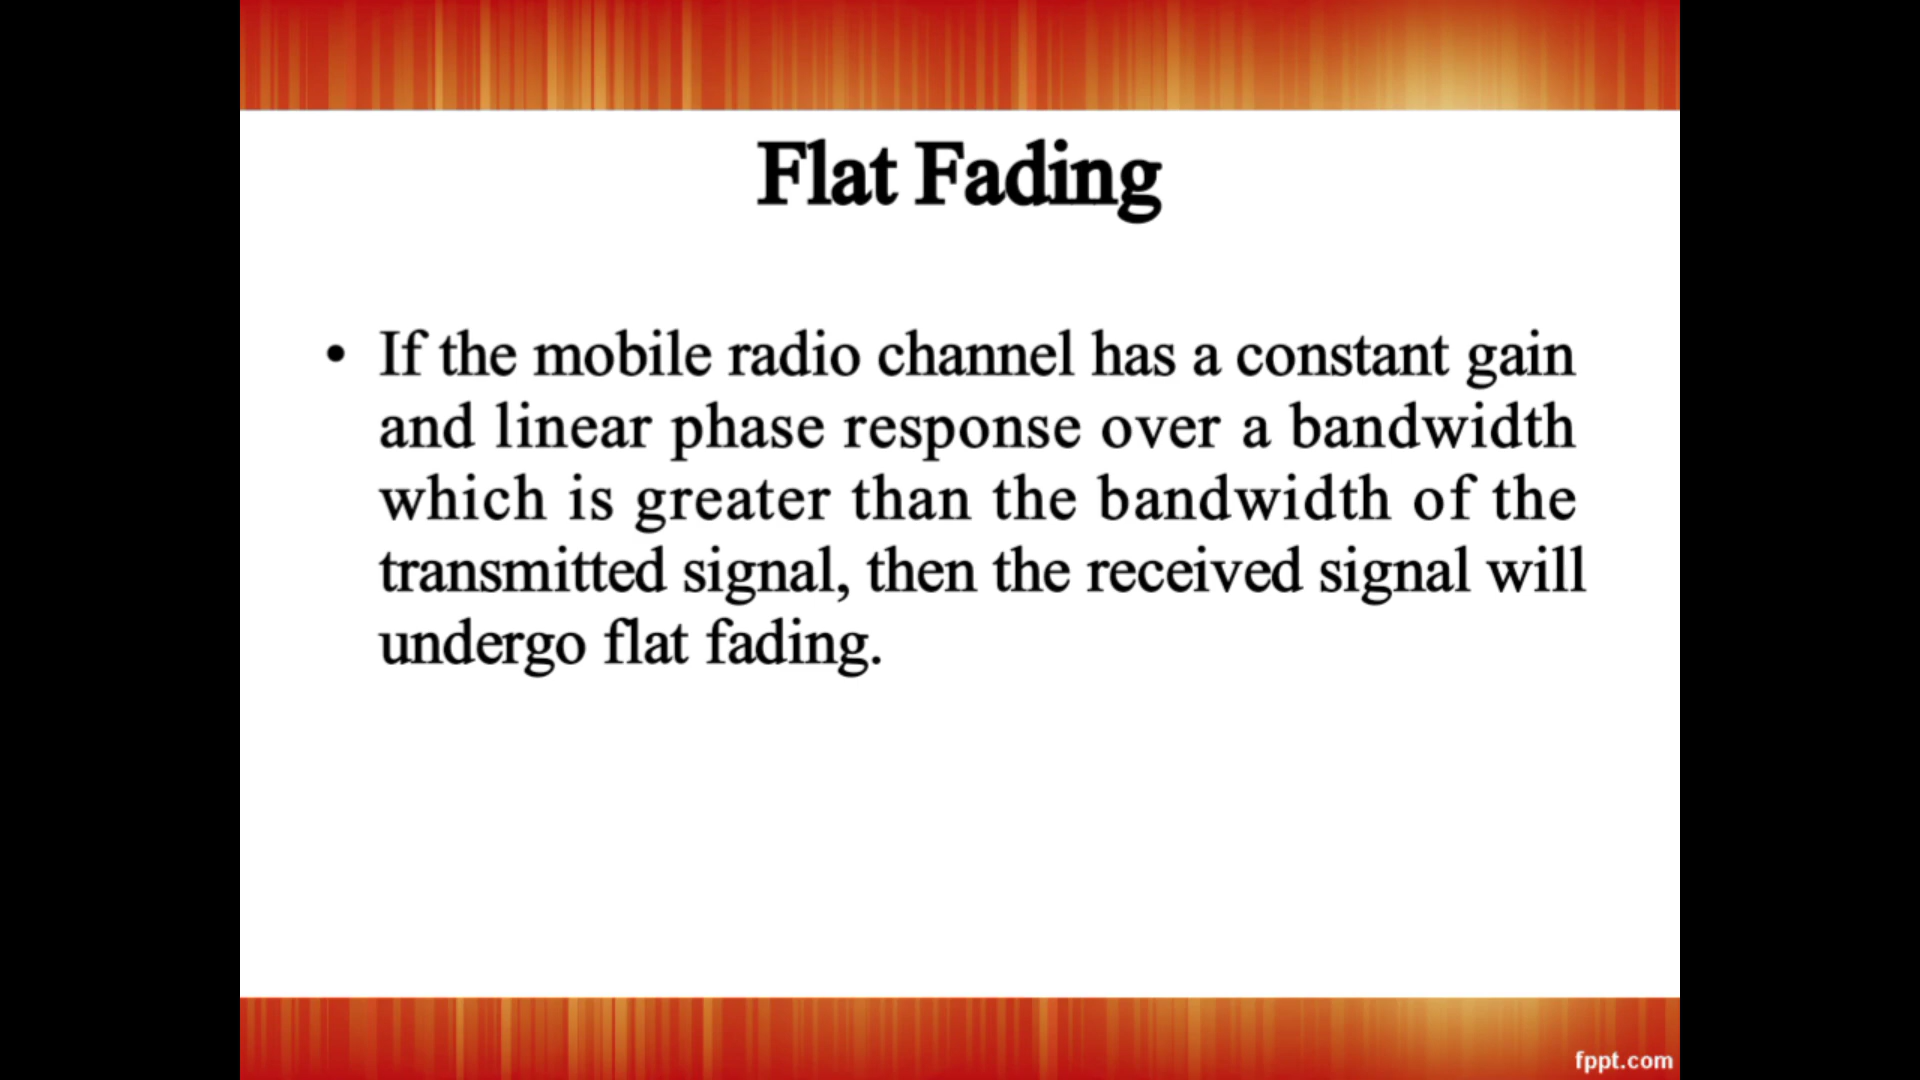 Flat Fading
• If the mobile radio channel has a constant gain
and linear phase response over a bandwidth
which is greater than the bandwidth of the
transmitted signal, then the received signal will
undergo flat fading.
fppt.com